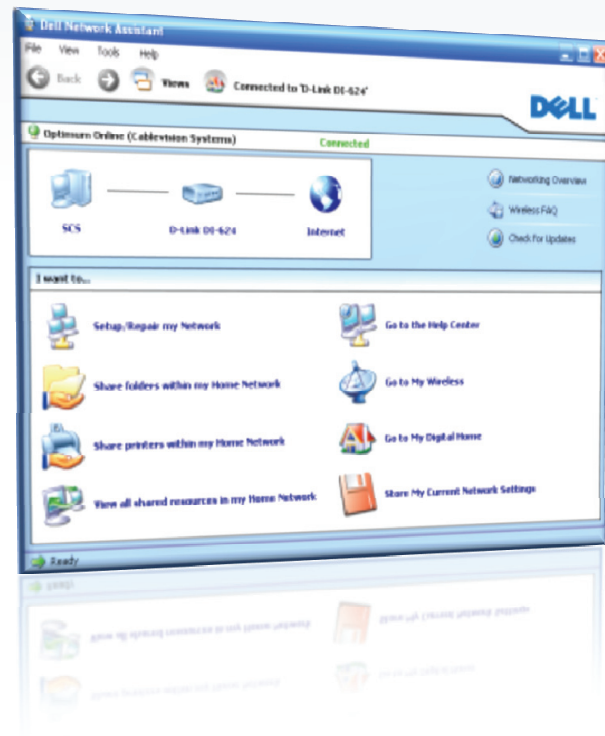 Dell Network Assistant
File View Tools Help
Back Views Connected to 'D-Link DI-624'
DELL
Optimum Online (Cablevision Systems) Connected
SCS D-Link DI-624 Internet
Networking Overview
Wireless FAQ
Check for Updates
I want to...
Setup/Repair my Network Go to the Help Center
Share folders within my Home Network Go to My Wireless
Share printers within my Home Network Go to My Digital Home
View all shared resources in my Home Network Store My Current Network Settings
Ready